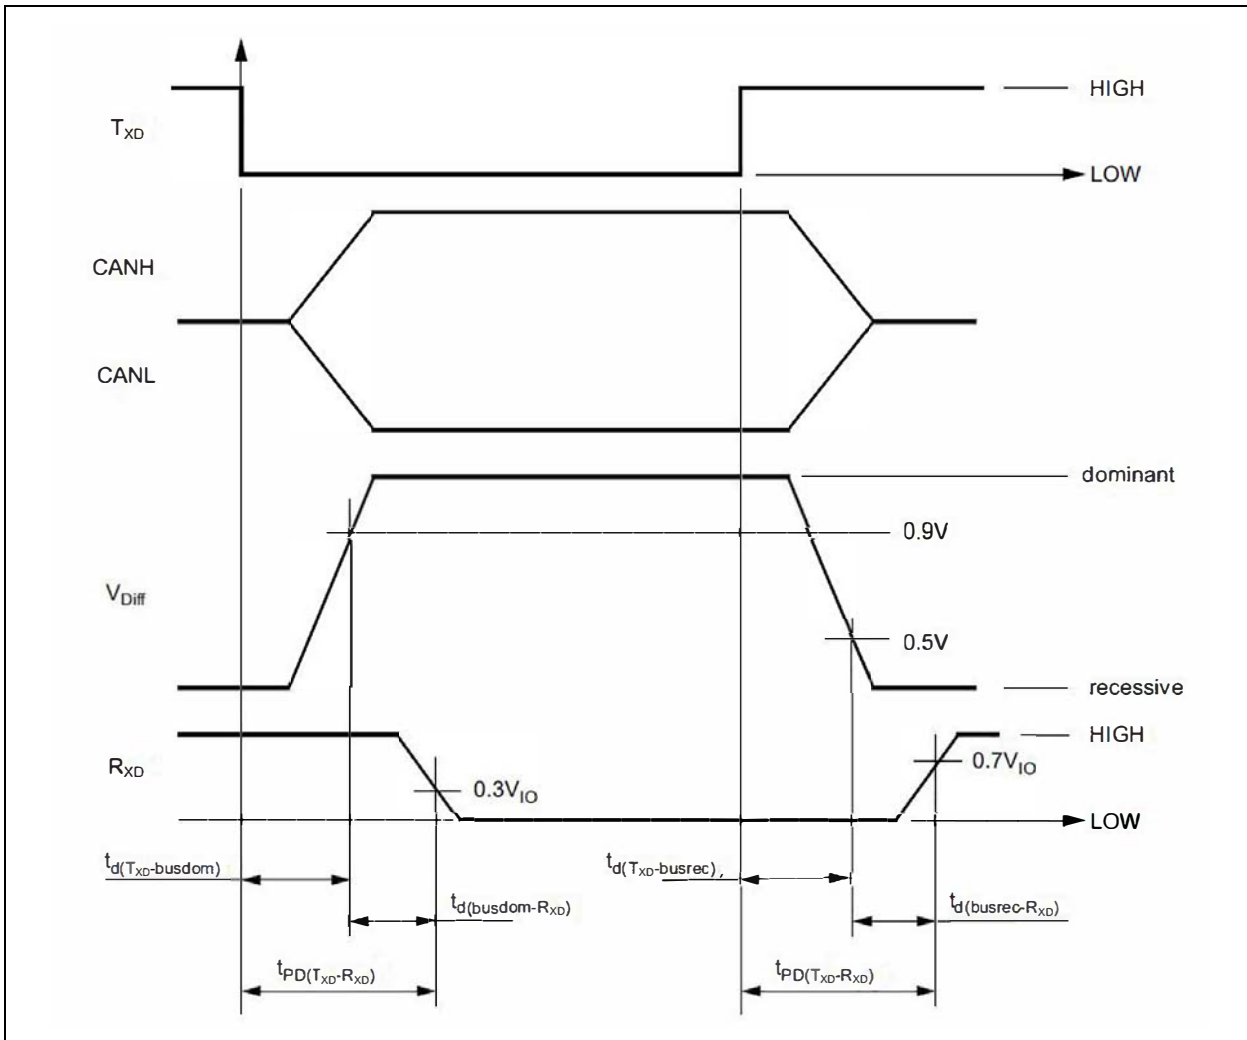 HIGH
TXD
LOW
CANH
CANL
dominant
0.9V
VDiff
0.5V
recessive
HIGH
RXD
0.7VIO
0.3VIO
LOW
td(TXD-busdom)
td(TXD-busrec),
td(busdom-RXD)
td(busrec-RXD)
tPD(TXD-RXD)
tPD(TXD-RXD)